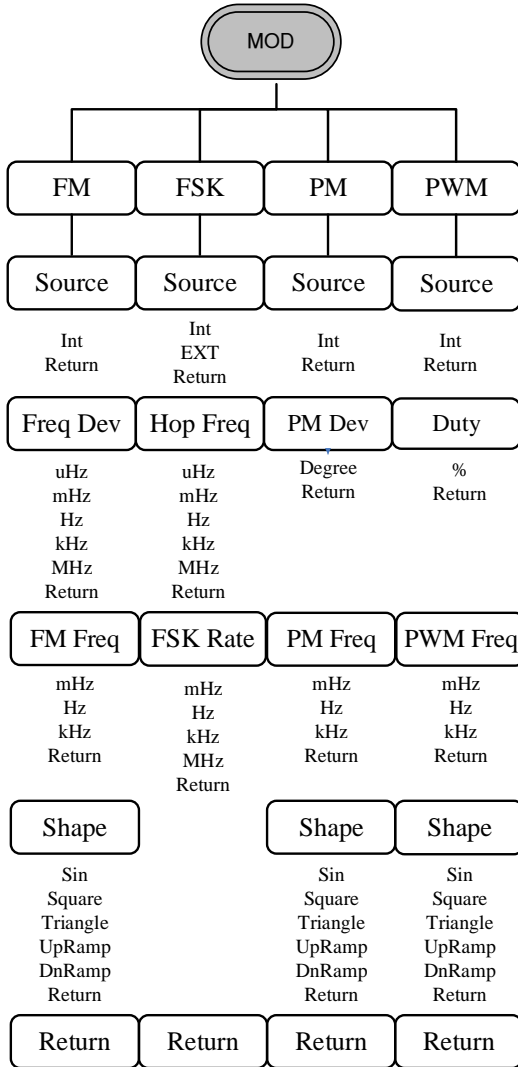 MOD
FM FSK PM PWM
Source Source Source Source
Int Int Int Int
Return EXT Return Return
Return
Freq Dev Hop Freq PM Dev Duty
uHz uHz Degree %
mHz mHz Return Return
Hz Hz
kHz kHz
MHz MHz
Return Return
FM Freq FSK Rate PM Freq PWM Freq
mHz mHz mHz mHz
Hz Hz Hz Hz
kHz kHz kHz kHz
Return MHz Return Return
Return
Shape Shape Shape
Sin Sin Sin
Square Square Square
Triangle Triangle Triangle
UpRamp UpRamp UpRamp
DnRamp DnRamp DnRamp
Return Return Return
Return Return Return Return